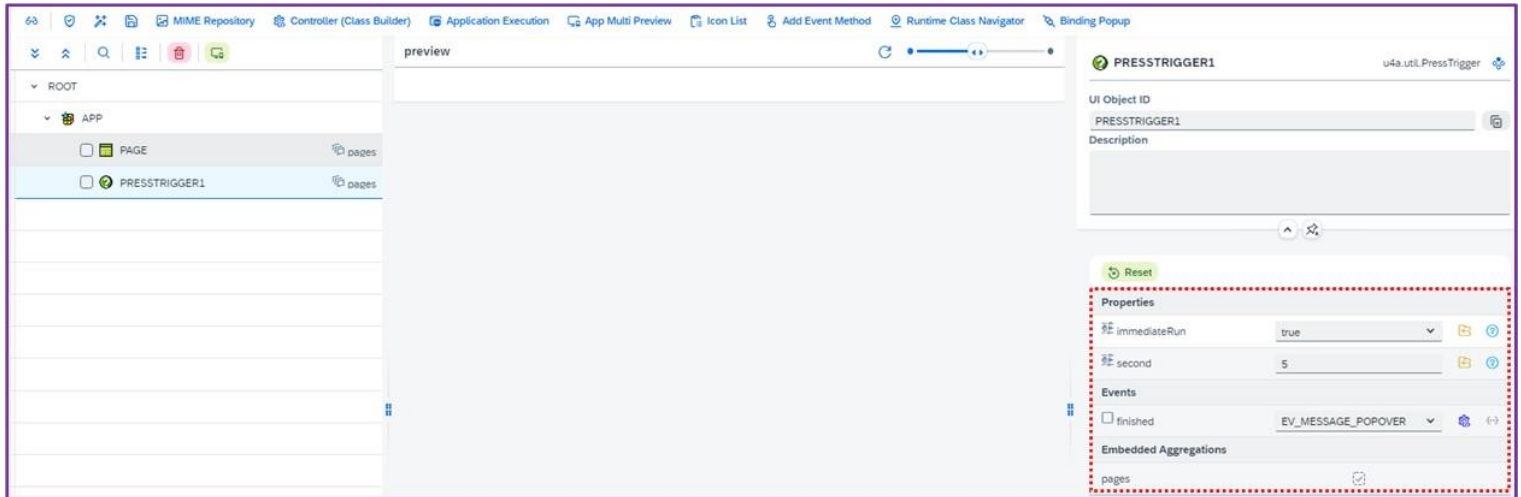 MIME Repository Controller (Class Builder) Application Execution App Multi Preview Icon List Add Event Method Runtime Class Navigator Binding Popup
ROOT
APP
PAGE pages
PRESSTRIGGER1 pages
preview
PRESSTRIGGER1 u4a.util.PressTrigger
UI Object ID
PRESSTRIGGER1
Description
Reset
Properties
immediateRun true
second 5
Events
finished EV_MESSAGE_POPOVER
Embedded Aggregations
pages